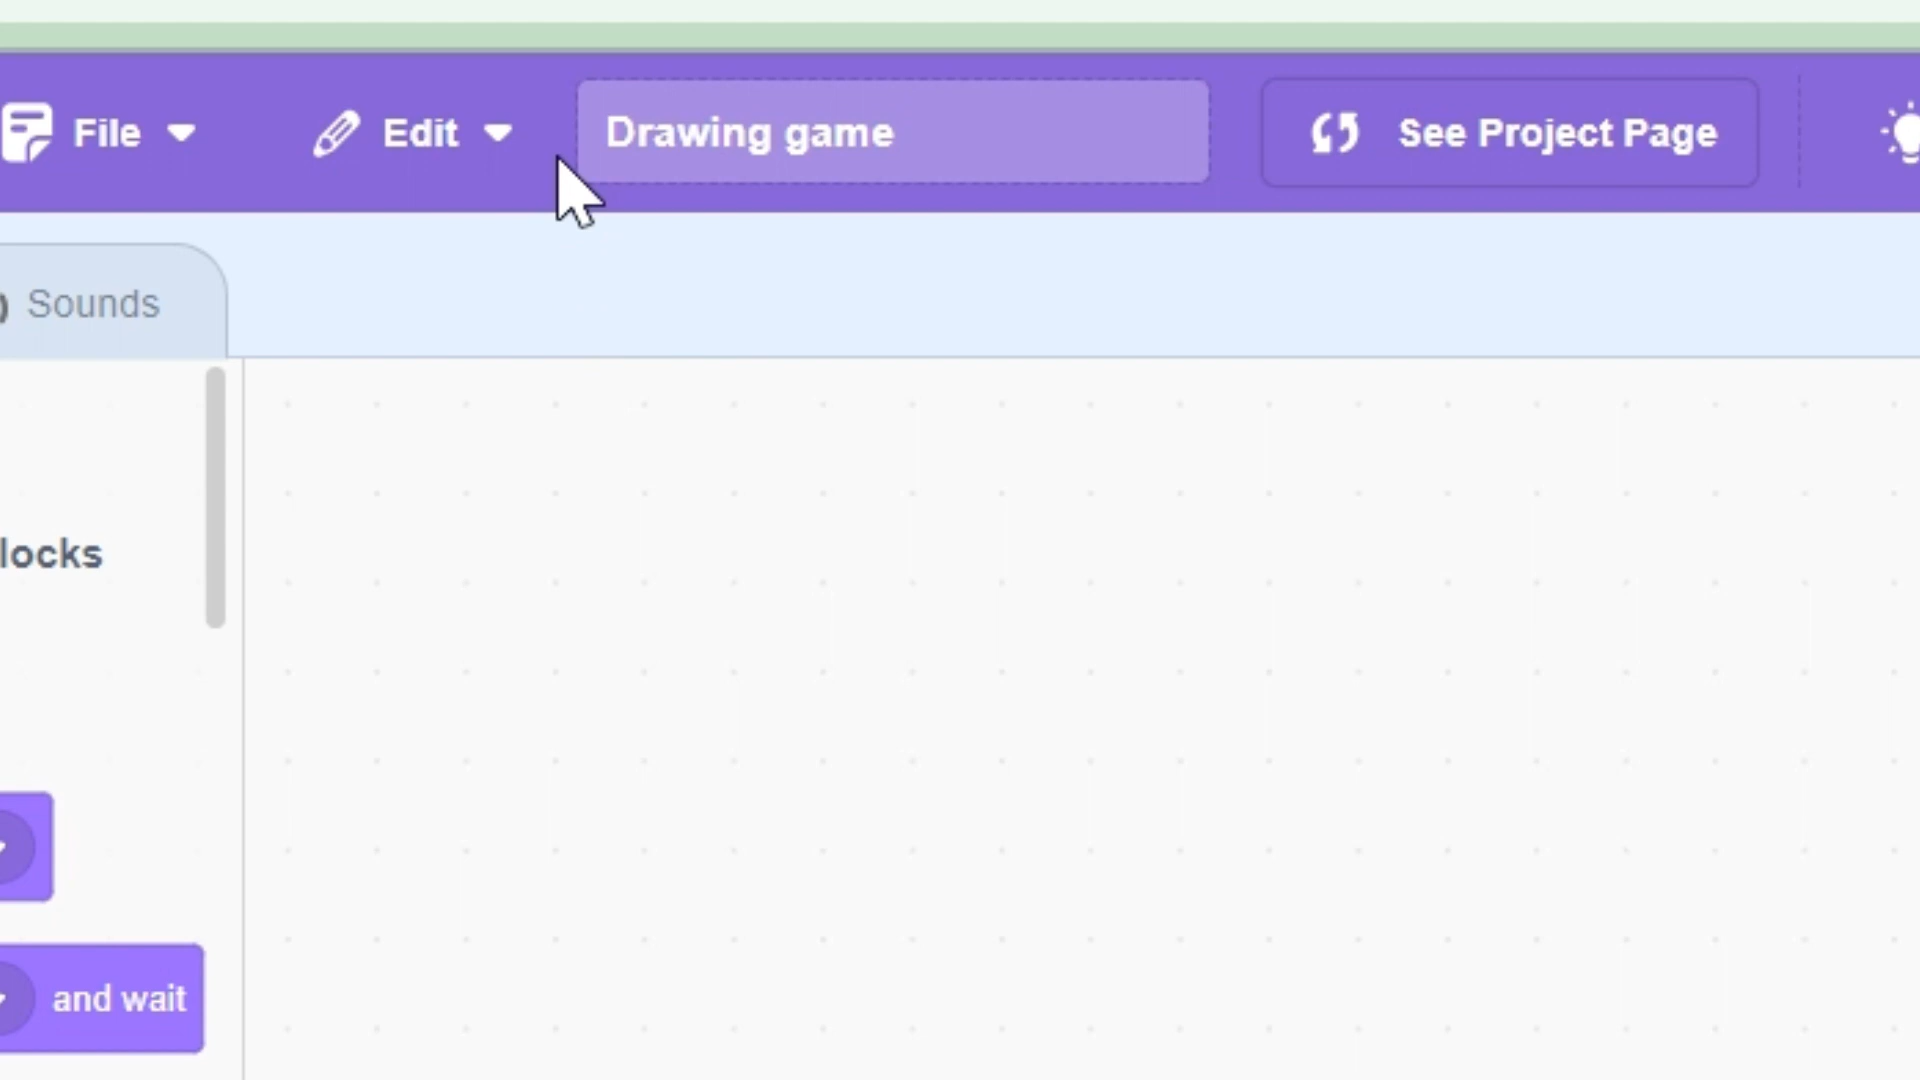 File
Edit
Drawing game
See Project Page
Sounds
locks
and wait